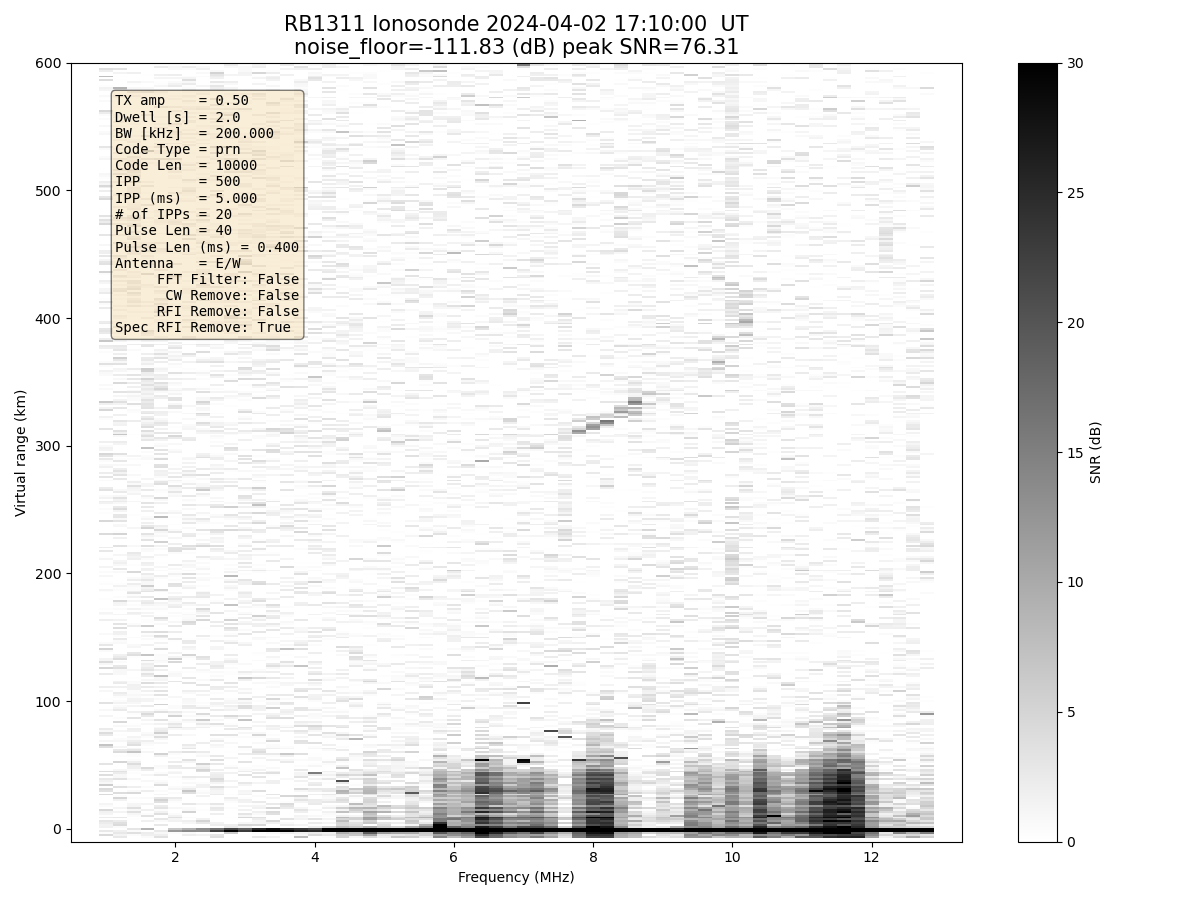 RB1311 Ionosonde 2024-04-02 17:10:00  UT
noise_floor=-111.83 (dB) peak SNR=76.31
TX amp    = 0.50
Dwell [s] = 2.0
BW [kHz]  = 200.000
Code Type = prn
Code Len  = 10000
IPP       = 500
IPP (ms)  = 5.000
# of IPPs = 20
Pulse Len = 40
Pulse Len (ms) = 0.400
Antenna   = E/W
FFT Filter: False
CW Remove: False
RFI Remove: False
Spec RFI Remove: True
600
500
400
300
200
100
0
Virtual range (km)
2 4 6 8 10 12
Frequency (MHz)
30
25
20
15
10
5
0
SNR (dB)